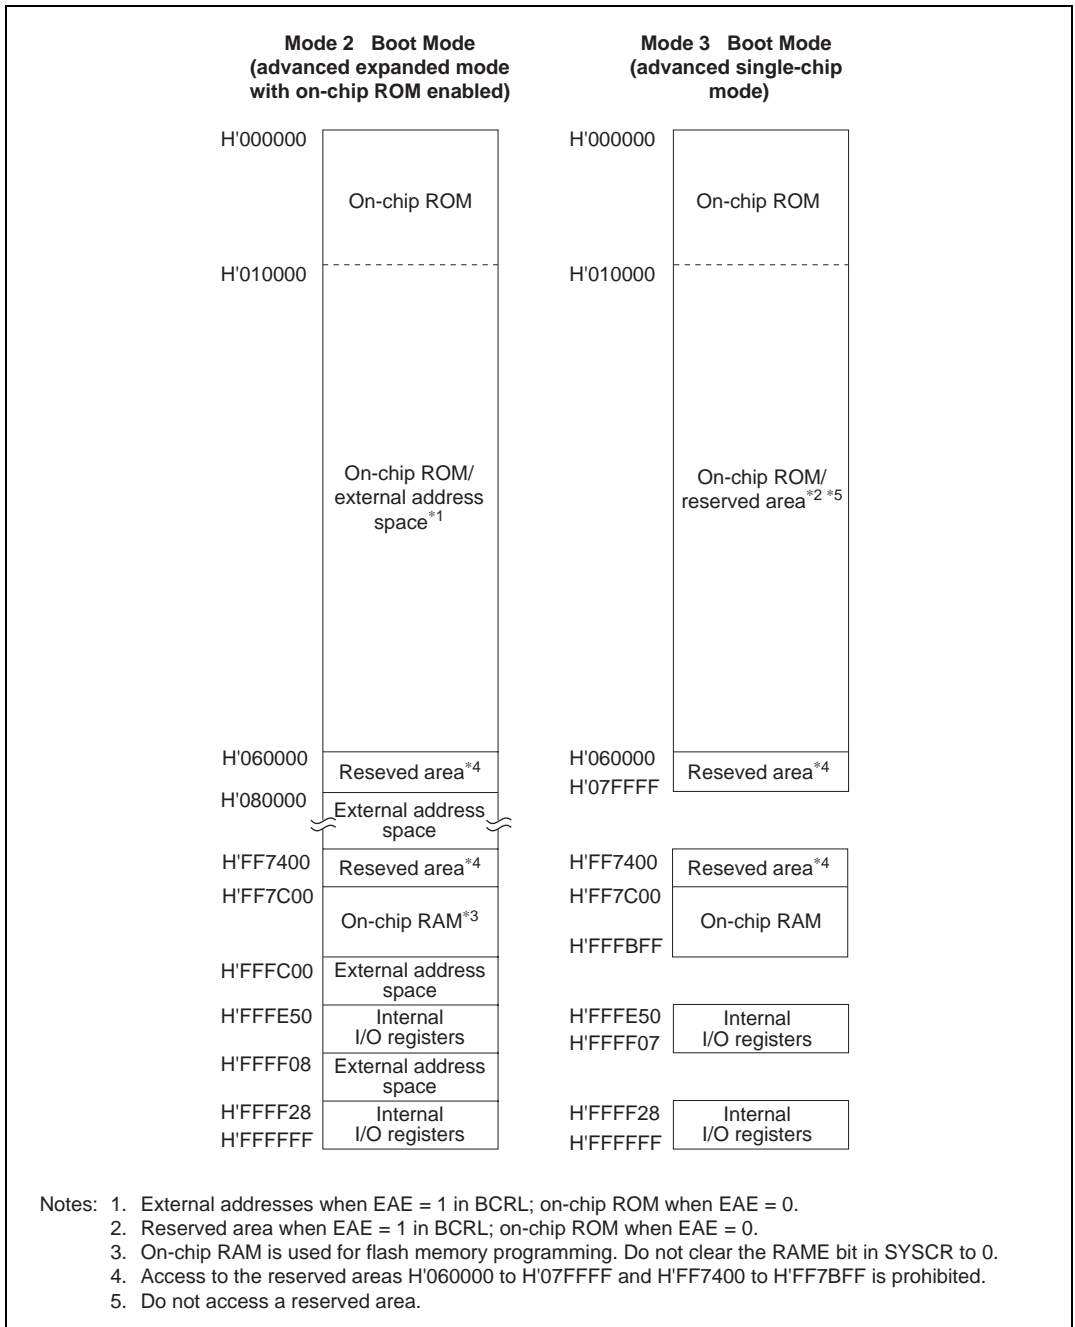 Mode 2 Boot Mode
(advanced expanded mode
with on-chip ROM enabled)
H'000000
On-chip ROM
H'010000
On-chip ROM/
external address
space*1
H'060000
Reseved area*4
H'080000
External address
space
H'FF7400
Reseved area*4
H'FF7C00
On-chip RAM*3
H'FFFC00
External address
space
H'FFFE50
Internal
I/O registers
H'FFFF08
External address
space
H'FFFF28
Internal
I/O registers
H'FFFFFF
Mode 3 Boot Mode
(advanced single-chip
mode)
H'000000
On-chip ROM
H'010000
On-chip ROM/
reserved area*2 *5
H'060000
Reseved area*4
H'07FFFF
H'FF7400
Reseved area*4
H'FF7C00
On-chip RAM
H'FFFBFF
H'FFFE50
Internal
I/O registers
H'FFFF07
H'FFFF28
Internal
I/O registers
H'FFFFFF
Notes: 1. External addresses when EAE = 1 in BCRL; on-chip ROM when EAE = 0.
2. Reserved area when EAE = 1 in BCRL; on-chip ROM when EAE = 0.
3. On-chip RAM is used for flash memory programming. Do not clear the RAME bit in SYSCR to 0.
4. Access to the reserved areas H'060000 to H'07FFFF and H'FF7400 to H'FF7BFF is prohibited.
5. Do not access a reserved area.